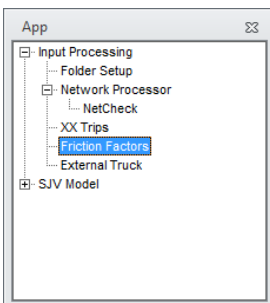 App
Input Processing
Folder Setup
Network Processor
NetCheck
XX Trips
Friction Factors
External Truck
SJV Model